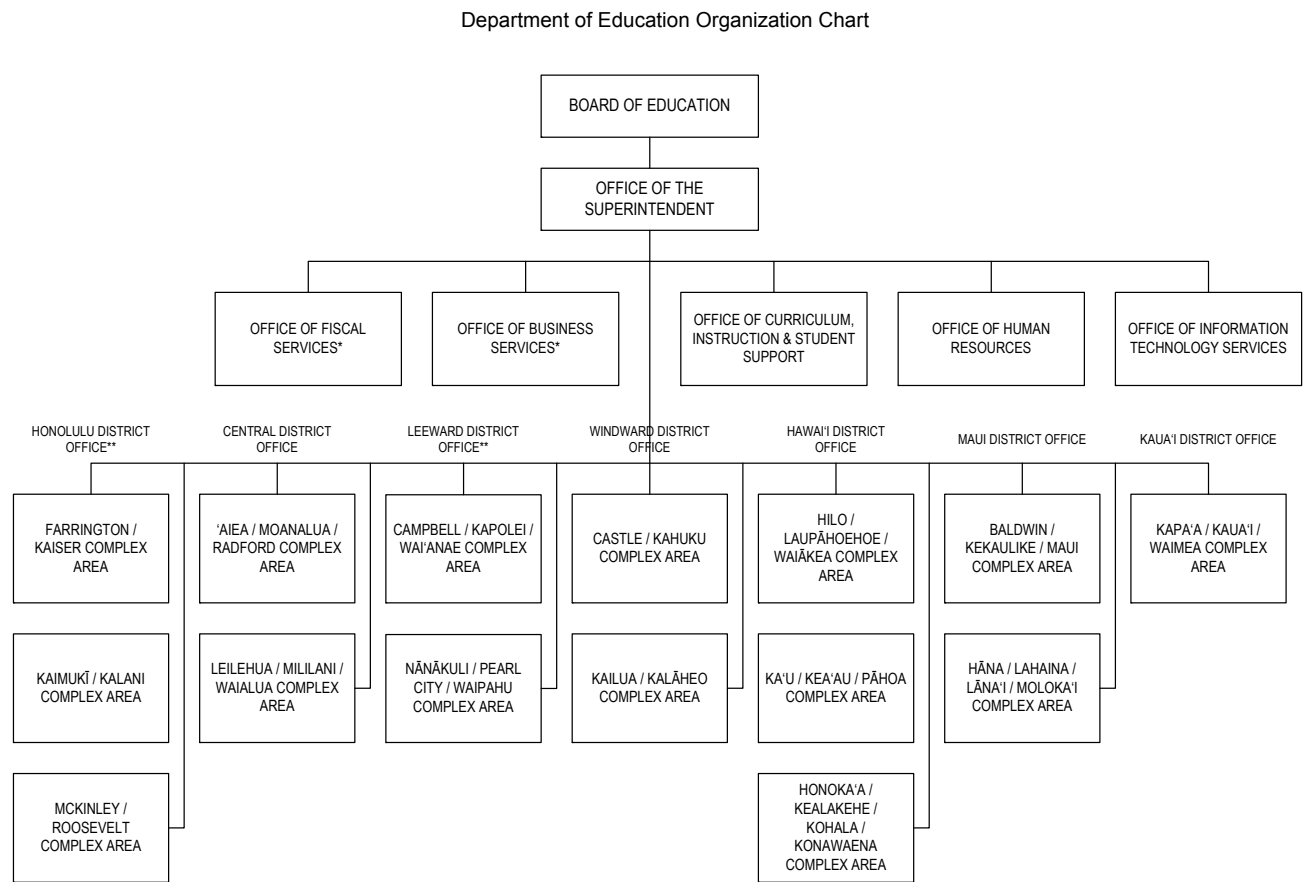 Department of Education Organization Chart
BOARD OF EDUCATION
OFFICE OF THE
SUPERINTENDENT
OFFICE OF FISCAL
SERVICES*
OFFICE OF BUSINESS
SERVICES*
OFFICE OF CURRICULUM,
INSTRUCTION & STUDENT
SUPPORT
OFFICE OF HUMAN
RESOURCES
OFFICE OF INFORMATION
TECHNOLOGY SERVICES
HONOLULU DISTRICT
OFFICE**
CENTRAL DISTRICT
OFFICE
LEEWARD DISTRICT
OFFICE**
WINDWARD DISTRICT
OFFICE
HAWAI‘I DISTRICT
OFFICE
MAUI DISTRICT OFFICE
KAUA‘I DISTRICT OFFICE
FARRINGTON /
KAISER COMPLEX
AREA
‘AIEA / MOANALUA /
RADFORD COMPLEX
AREA
CAMPBELL / KAPOLEI /
WAI‘ANAE COMPLEX
AREA
CASTLE / KAHUKU
COMPLEX AREA
HILO /
LAUPĀHOEHOE /
WAIĀKEA COMPLEX
AREA
BALDWIN /
KEKAULIKE / MAUI
COMPLEX AREA
KAPA‘A / KAUA‘I /
WAIMEA COMPLEX
AREA
KAIMUKĪ / KALANI
COMPLEX AREA
LEILEHUA / MILILANI /
WAIALUA COMPLEX
AREA
NĀNĀKULI / PEARL
CITY / WAIPAHU
COMPLEX AREA
KAILUA / KALĀHEO
COMPLEX AREA
KA‘U / KEA‘AU / PĀHOA
COMPLEX AREA
HĀNA / LAHAINA /
LĀNA‘I / MOLOKA‘I
COMPLEX AREA
MCKINLEY /
ROOSEVELT
COMPLEX AREA
HONOKA‘A /
KEALAKEHE /
KOHALA /
KONAWAENA
COMPLEX AREA